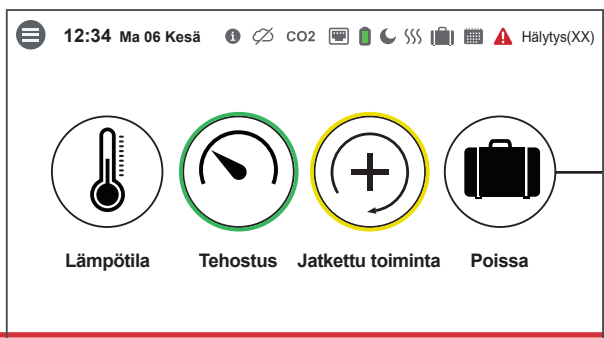 12:34 Ma 06 Kesä CO2 Hälytys(XX)
Lämpötila Tehostus Jatkettu toiminta Poissa